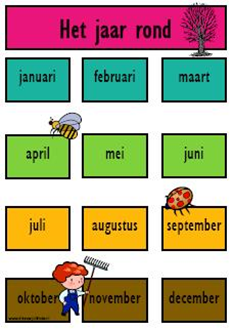 Het jaar rond
januari februari maart
april mei juni
juli augustus september
oktober november december